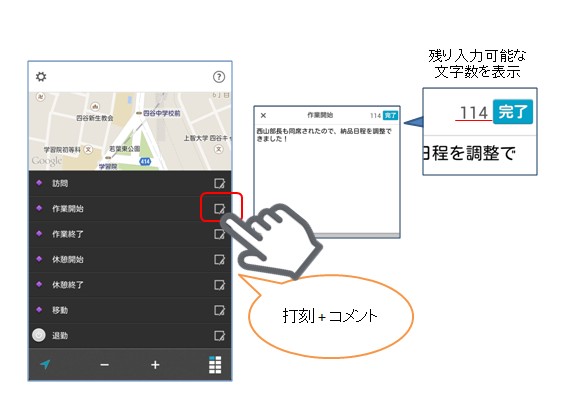 残り入力可能な
文字数を表示
6丁目
四谷新生教会
四谷中学校前
学習院初等科
若葉東公園
上智大学 四谷キャ
414
学習院
Google
訪問
作業開始
作業終了
休憩開始
休憩終了
移動
退勤
作業開始
114 完了
西山部長も同席されたので、納品日程を調整で
きました！
114 完了
日程を調整で
打刻+コメント